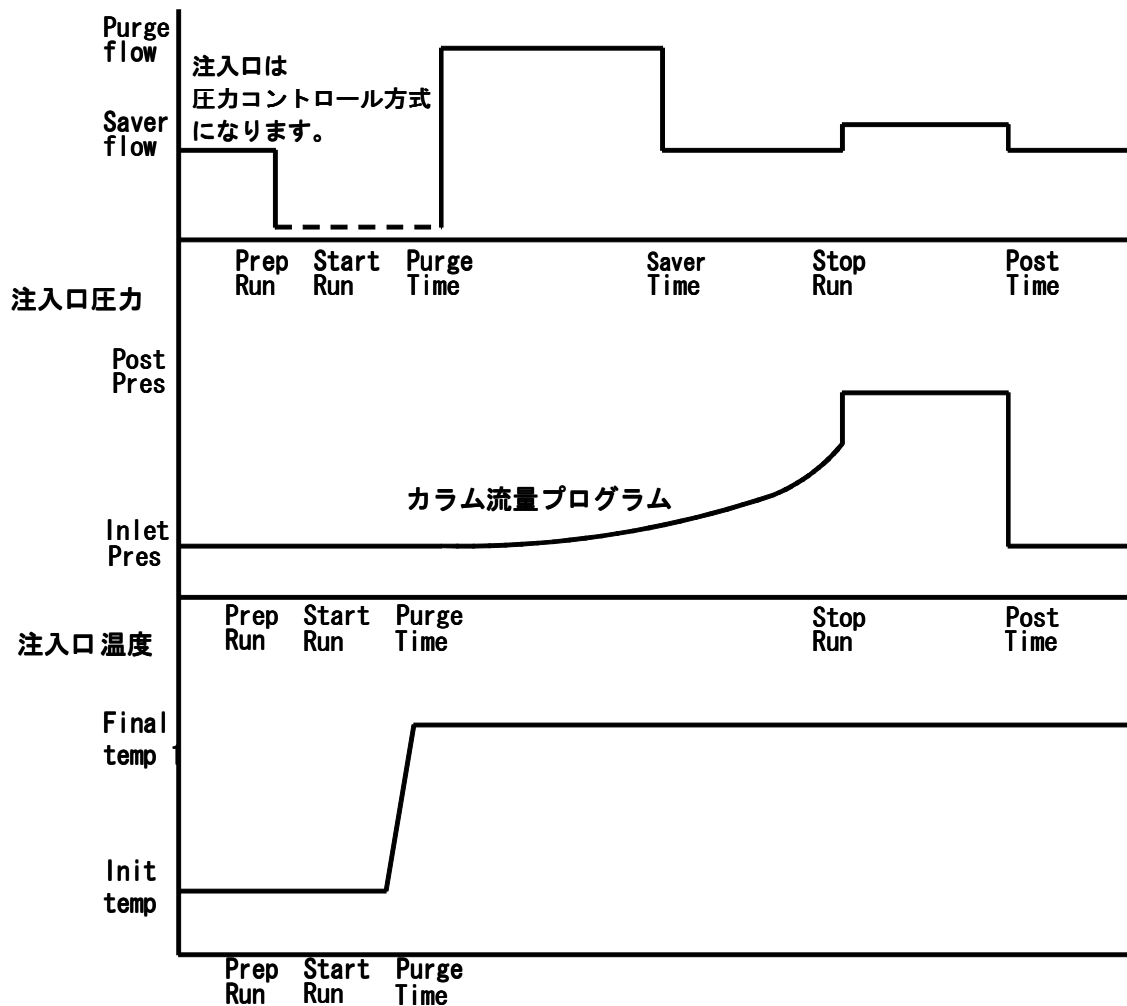 Purge
flow
注入口は
圧力コントロール方式
になります。
Saver
flow
Prep
Run
Start
Run
Purge
Time
Saver
Time
Stop
Run
Post
Time
注入口圧力
Post
Pres
カラム流量プログラム
Inlet
Pres
Prep
Run
Start
Run
Purge
Time
Stop
Run
Post
Time
注入口温度
Final
temp 1
Init
temp
Prep
Run
Start
Run
Purge
Time